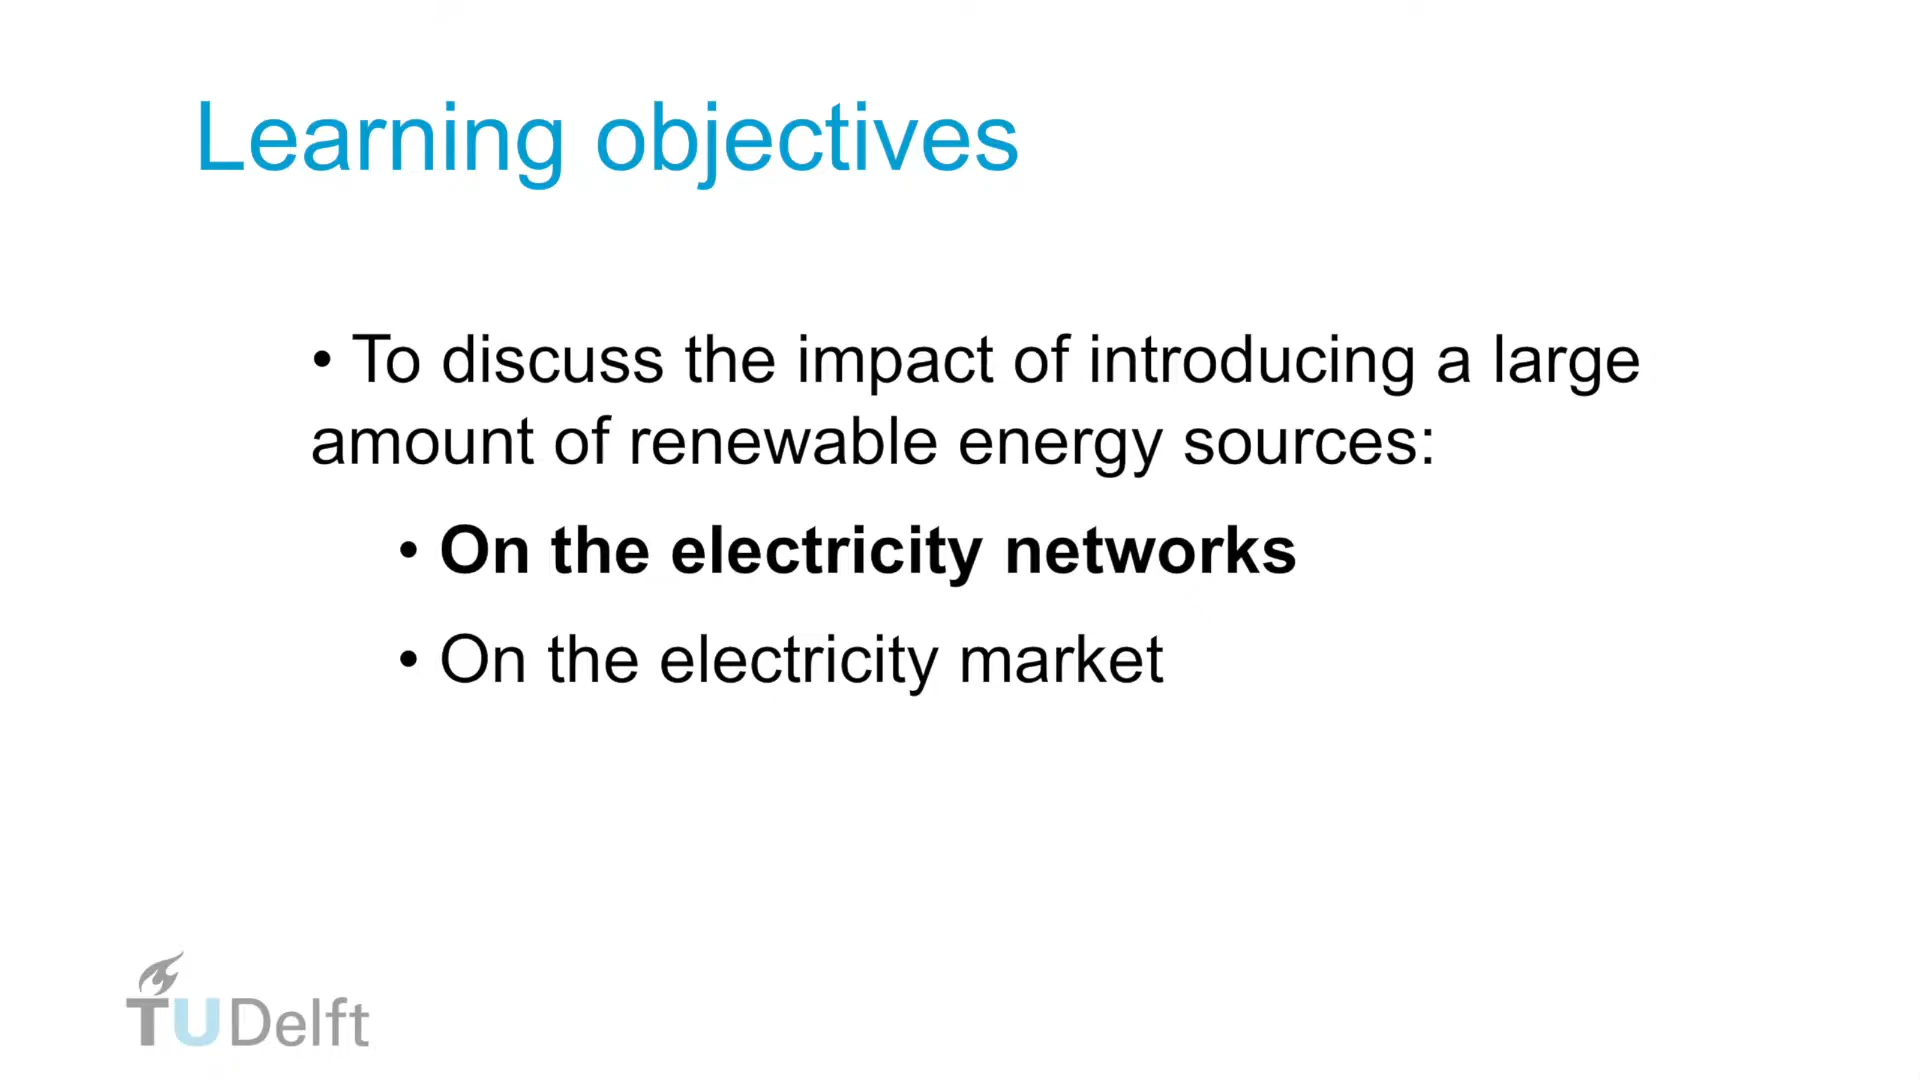 Learning objectives
• To discuss the impact of introducing a large
amount of renewable energy sources:
• On the electricity networks
• On the electricity market
TUDelft